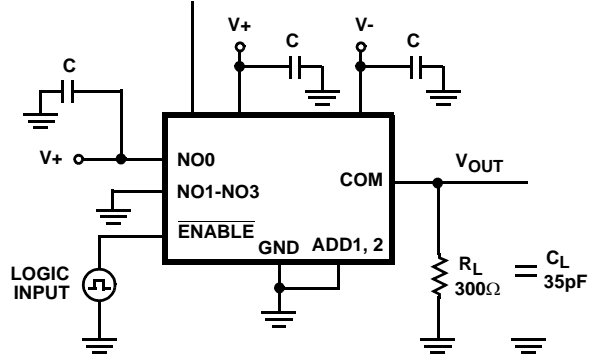 V+
V-
C
C
C
V+
NO0
NO1-NO3
ENABLE
GND
ADD1, 2
COM
VOUT
LOGIC
INPUT
RL
300Ω
CL
35pF